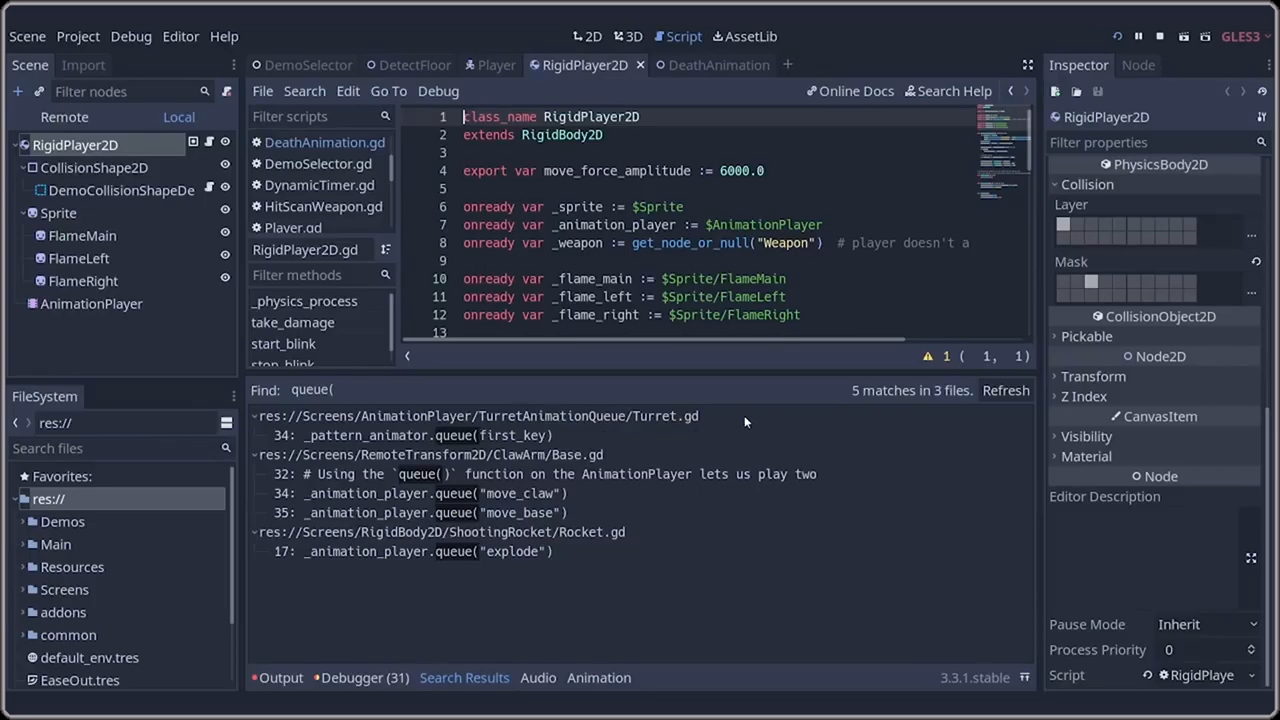 Scene Project Debug Editor Help
2D 3D Script AssetLib
GLES3
Scene Import
Filter nodes
Remote Local
RigidPlayer2D
CollisionShape2D
DemoCollisionShapeDe
Sprite
FlameMain
FlameLeft
FlameRight
AnimationPlayer
FileSystem
res://
Search files
Favorites:
res://
Demos
Main
Resources
Screens
addons
common
default_env.tres
EaseOut.tres
DemoSelector DetectFloor Player RigidPlayer2D DeathAnimation
File Search Edit Go To Debug
Online Docs Search Help
Filter scripts
DeathAnimation.gd
DemoSelector.gd
DynamicTimer.gd
HitScanWeapon.gd
Player.gd
RigidPlayer2D.gd
Filter methods
_physics_process
take_damage
start_blink
stop_blink
1 class_name RigidPlayer2D
2 extends RigidBody2D
3
4 export var move_force_amplitude := 6000.0
5
6 onready var _sprite := $Sprite
7 onready var _animation_player := $AnimationPlayer
8 onready var _weapon := get_node_or_null("Weapon")  # player doesn't a
9
10 onready var _flame_main := $Sprite/FlameMain
11 onready var _flame_left := $Sprite/FlameLeft
12 onready var _flame_right := $Sprite/FlameRight
13
1 ( 1, 1)
Find: queue(
5 matches in 3 files. Refresh
res://Screens/AnimationPlayer/TurretAnimationQueue/Turret.gd
34: _pattern_animator.queue(first_key)
res://Screens/RemoteTransform2D/ClawArm/Base.gd
32: # Using the `queue()` function on the AnimationPlayer lets us play two
34: _animation_player.queue("move_claw")
35: _animation_player.queue("move_base")
res://Screens/RigidBody2D/ShootingRocket/Rocket.gd
17: _animation_player.queue("explode")
Output Debugger (31) Search Results Audio Animation
3.3.1.stable
Inspector Node
RigidPlayer2D
Filter properties
PhysicsBody2D
Collision
Layer
...
Mask
...
CollisionObject2D
Pickable
Node2D
Transform
Z Index
CanvasItem
Visibility
Material
Node
Editor Description
Pause Mode Inherit
Process Priority 0
Script RigidPlaye